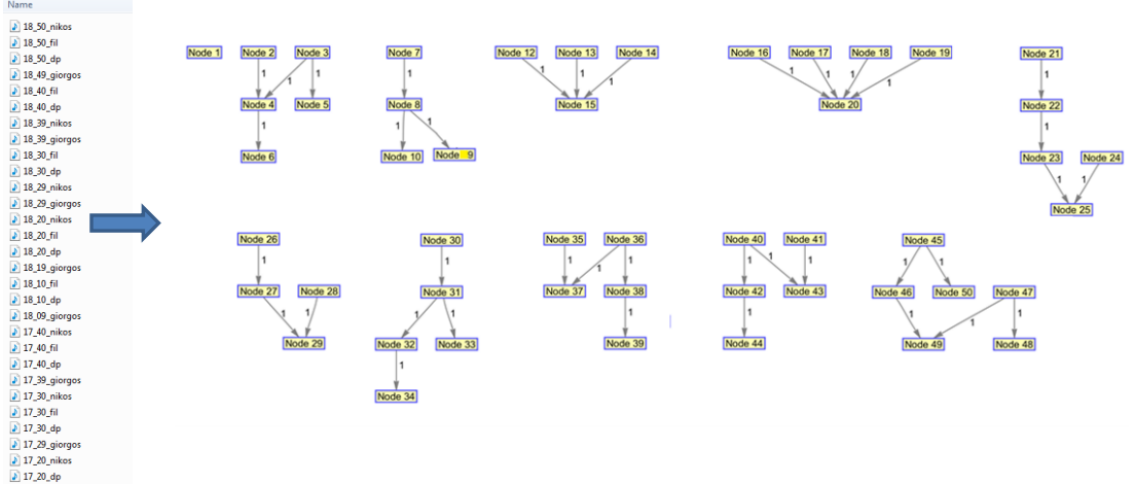 Name
18_50_nikos
18_50_fil
18_50_dp
18_49_giorgos
18_40_fil
18_40_dp
18_39_nikos
18_39_giorgos
18_30_fil
18_30_dp
18_29_nikos
18_29_giorgos
18_20_nikos
18_20_fil
18_20_dp
18_19_giorgos
18_10_fil
18_10_dp
18_09_giorgos
17_40_nikos
17_40_fil
17_40_dp
17_39_giorgos
17_30_nikos
17_30_fil
17_30_dp
17_29_giorgos
17_20_nikos
17_20_dp
Node 1 Node 2 Node 3 Node 7 Node 12 Node 13 Node 14 Node 16 Node 17 Node 18 Node 19 Node 21
1 1 1 1 1 1 1 1 1 1 1 1
Node 4 Node 5 Node 8 Node 15 Node 20 Node 22
1 1 1 1
Node 6 Node 10 Node 9 Node 23 Node 24
1 1
Node 25
Node 26 Node 30 Node 35 Node 36 Node 40 Node 41 Node 45
1 1 1 1 1 1 1 1 1 1
Node 27 Node 28 Node 31 Node 37 Node 38 Node 42 Node 43 Node 46 Node 50 Node 47
1 1 1 1 1 1 1 1 1
Node 29 Node 32 Node 33 Node 39 Node 44 Node 49 Node 48
1
Node 34